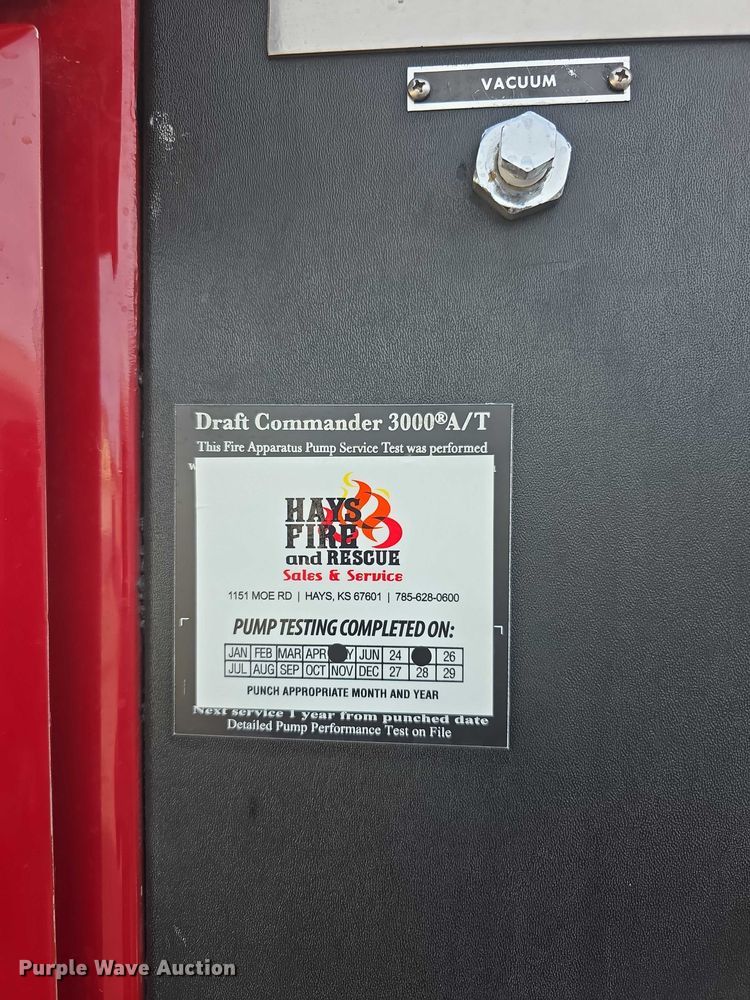 VACUUM
Draft Commander 3000®A/T
This Fire Apparatus Pump Service Test was performed
HAYS
FIRE
and RESCUE
Sales & Service
1151 MOE RD | HAYS, KS 67601 | 785-628-0600
PUMP TESTING COMPLETED ON:
JAN FEB MAR APR Y JUN 24 26
JUL AUG SEP OCT NOV DEC 27 28 29
PUNCH APPROPRIATE MONTH AND YEAR
Next service 1 year from punched date
Detailed Pump Performance Test on File
Purple Wave Auction